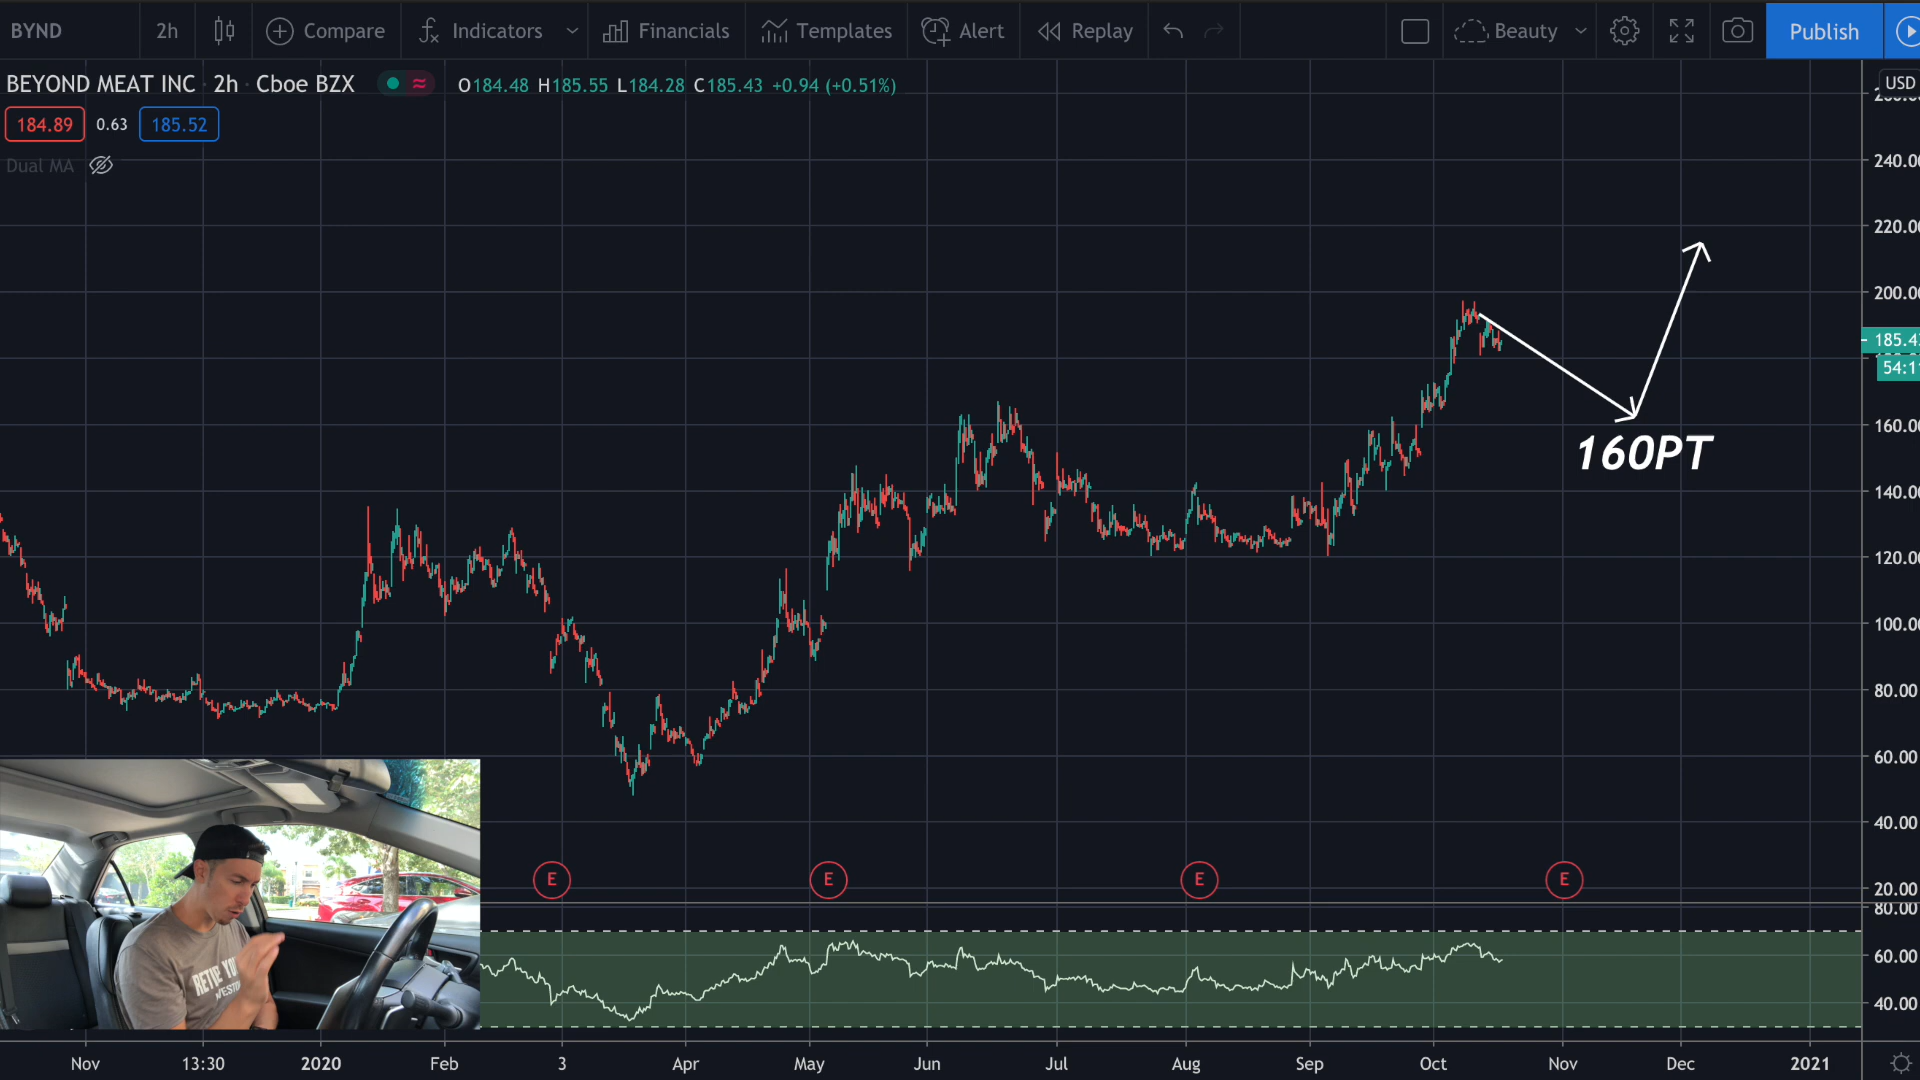 BYND 2h Compare Indicators Financials Templates Alert Replay Beauty Publish
BEYOND MEAT INC · 2h · Cboe BZX O184.48 H185.55 L184.28 C185.43 +0.94 (+0.51%)
USD
184.89 0.63 185.52
Dual MA
240.00
220.00
200.00
185.43
54:1
160.00
160PT
140.00
120.00
100.00
80.00
60.00
40.00
E E E E
20.00
80.00
60.00
40.00
Nov 13:30 2020 Feb 3 Apr May Jun Jul Aug Sep Oct Nov Dec 2021